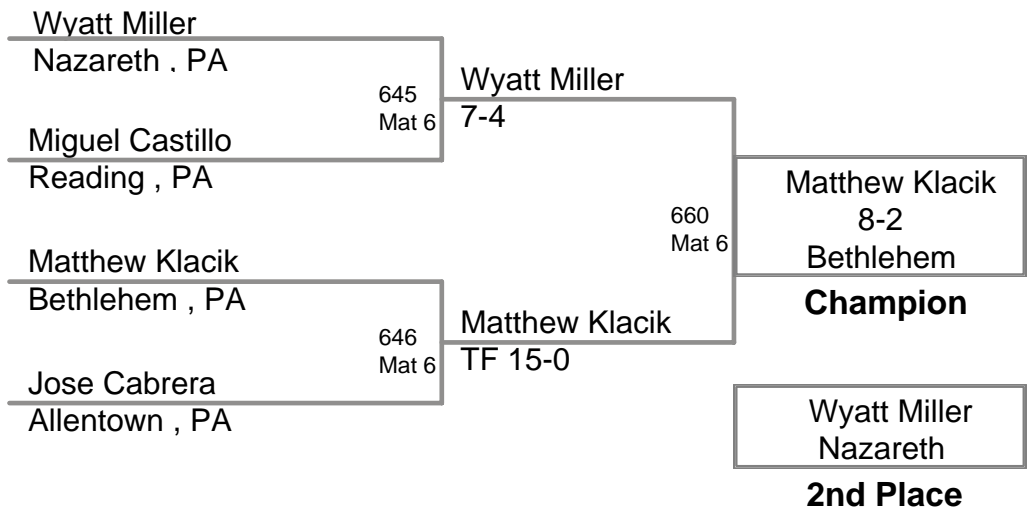 Wyatt Miller
Nazareth , PA
645
Mat 6
Wyatt Miller
7-4
Miguel Castillo
Reading , PA
Matthew Klacik
8-2
Bethlehem
Champion
660
Mat 6
Matthew Klacik
Bethlehem , PA
646
Mat 6
Matthew Klacik
TF 15-0
Jose Cabrera
Allentown , PA
Wyatt Miller
Nazareth
2nd Place